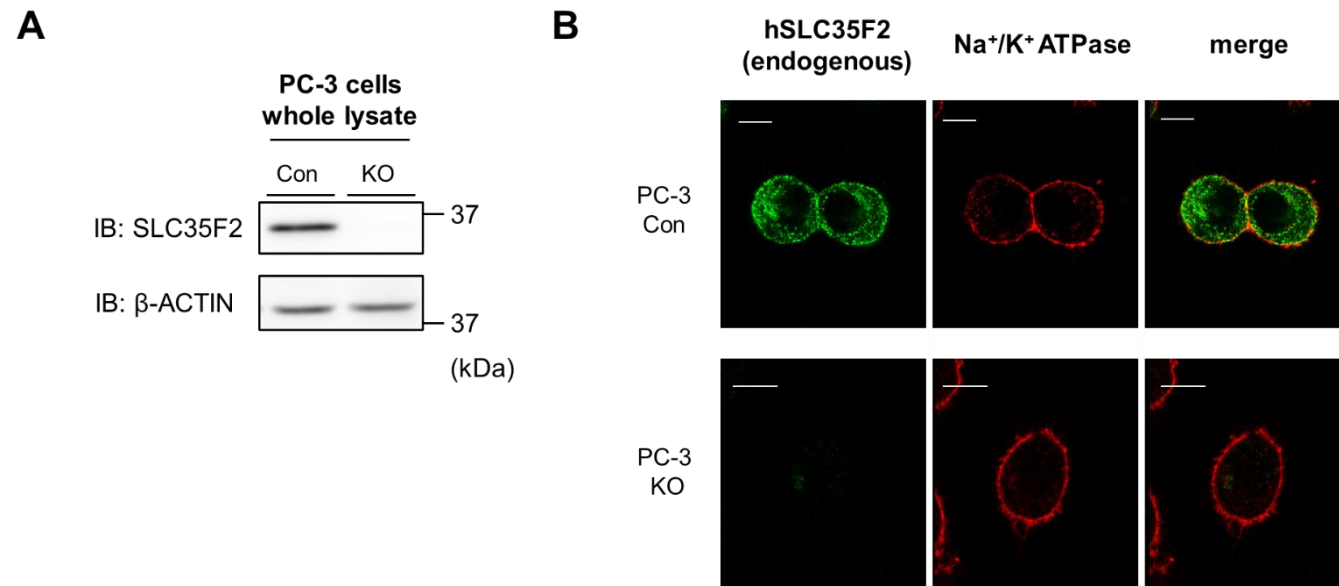 A
PC-3 cells
whole lysate
Con KO
IB: SLC35F2
37
IB: β-ACTIN
37
(kDa)
B
hSLC35F2
(endogenous)
Na⁺/K⁺ ATPase
merge
PC-3
Con
PC-3
KO